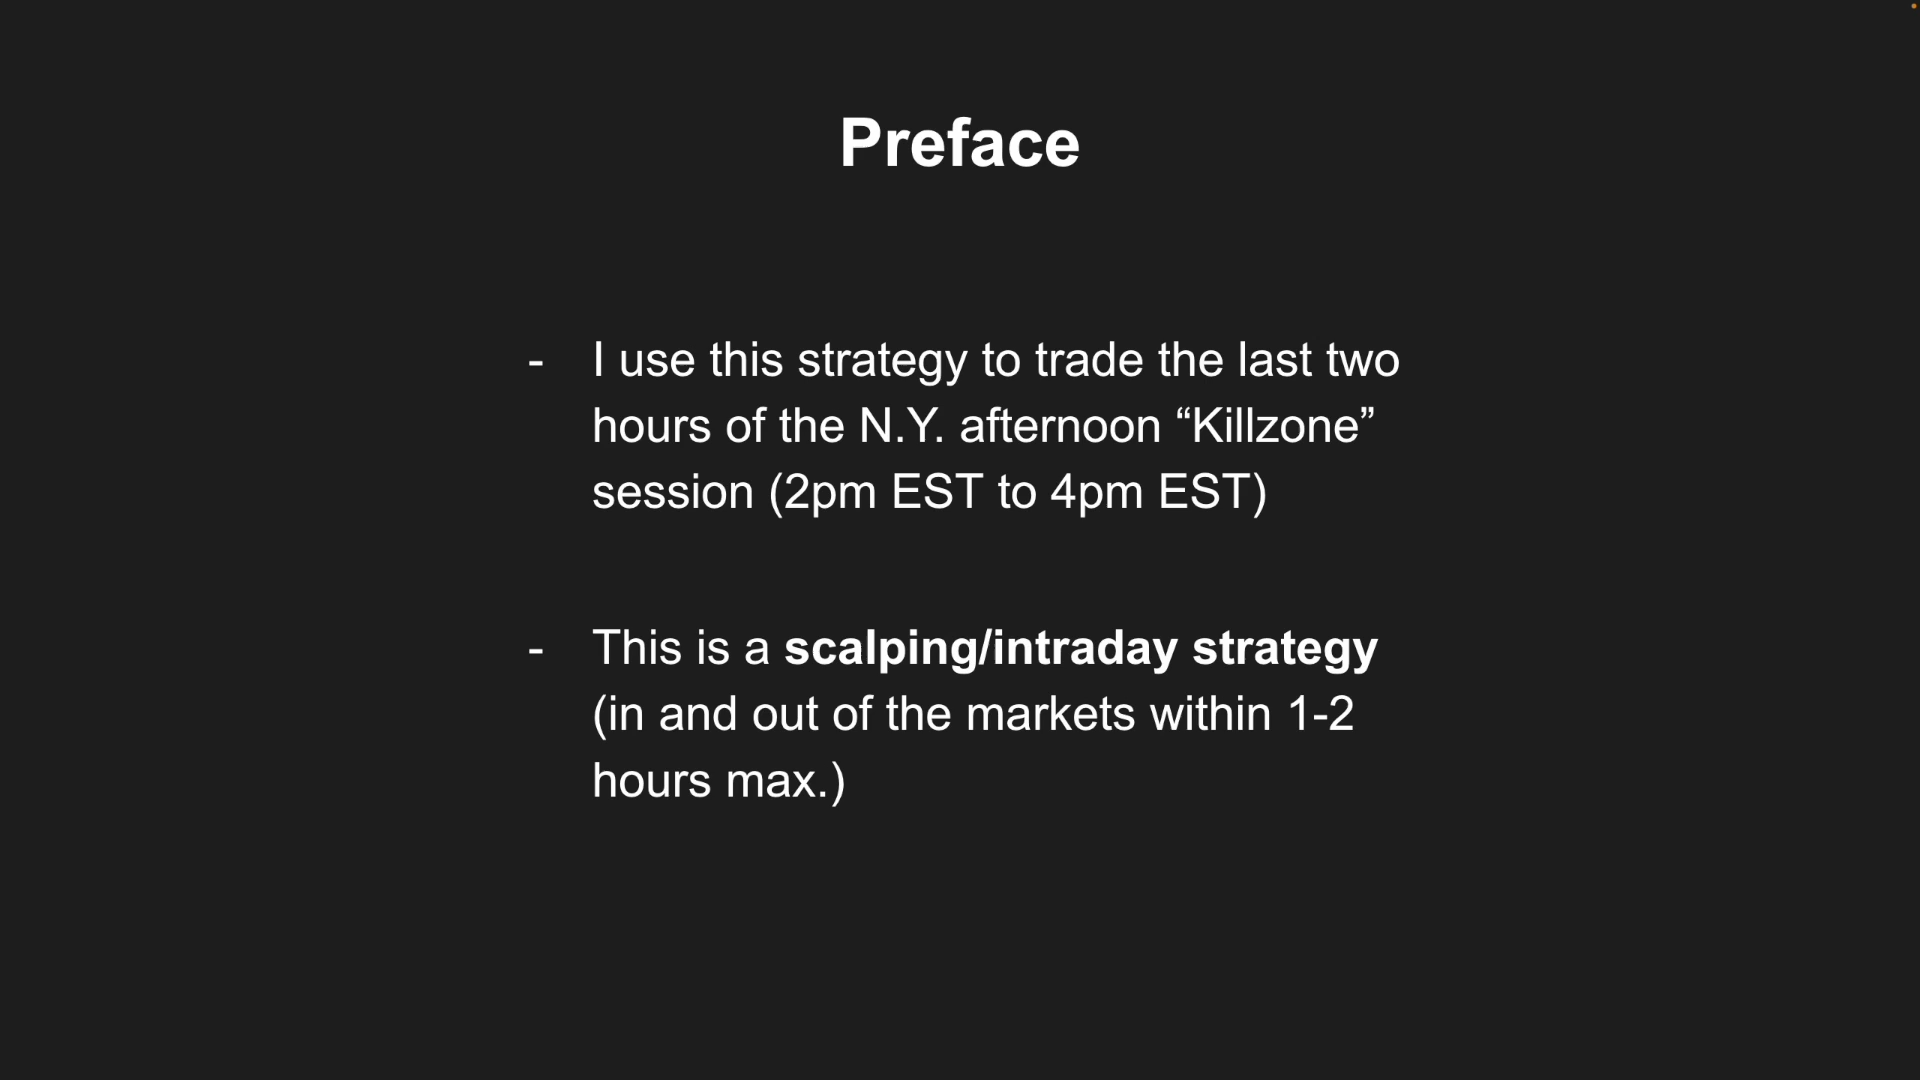 Preface
- I use this strategy to trade the last two
hours of the N.Y. afternoon “Killzone”
session (2pm EST to 4pm EST)
- This is a scalping/intraday strategy
(in and out of the markets within 1-2
hours max.)